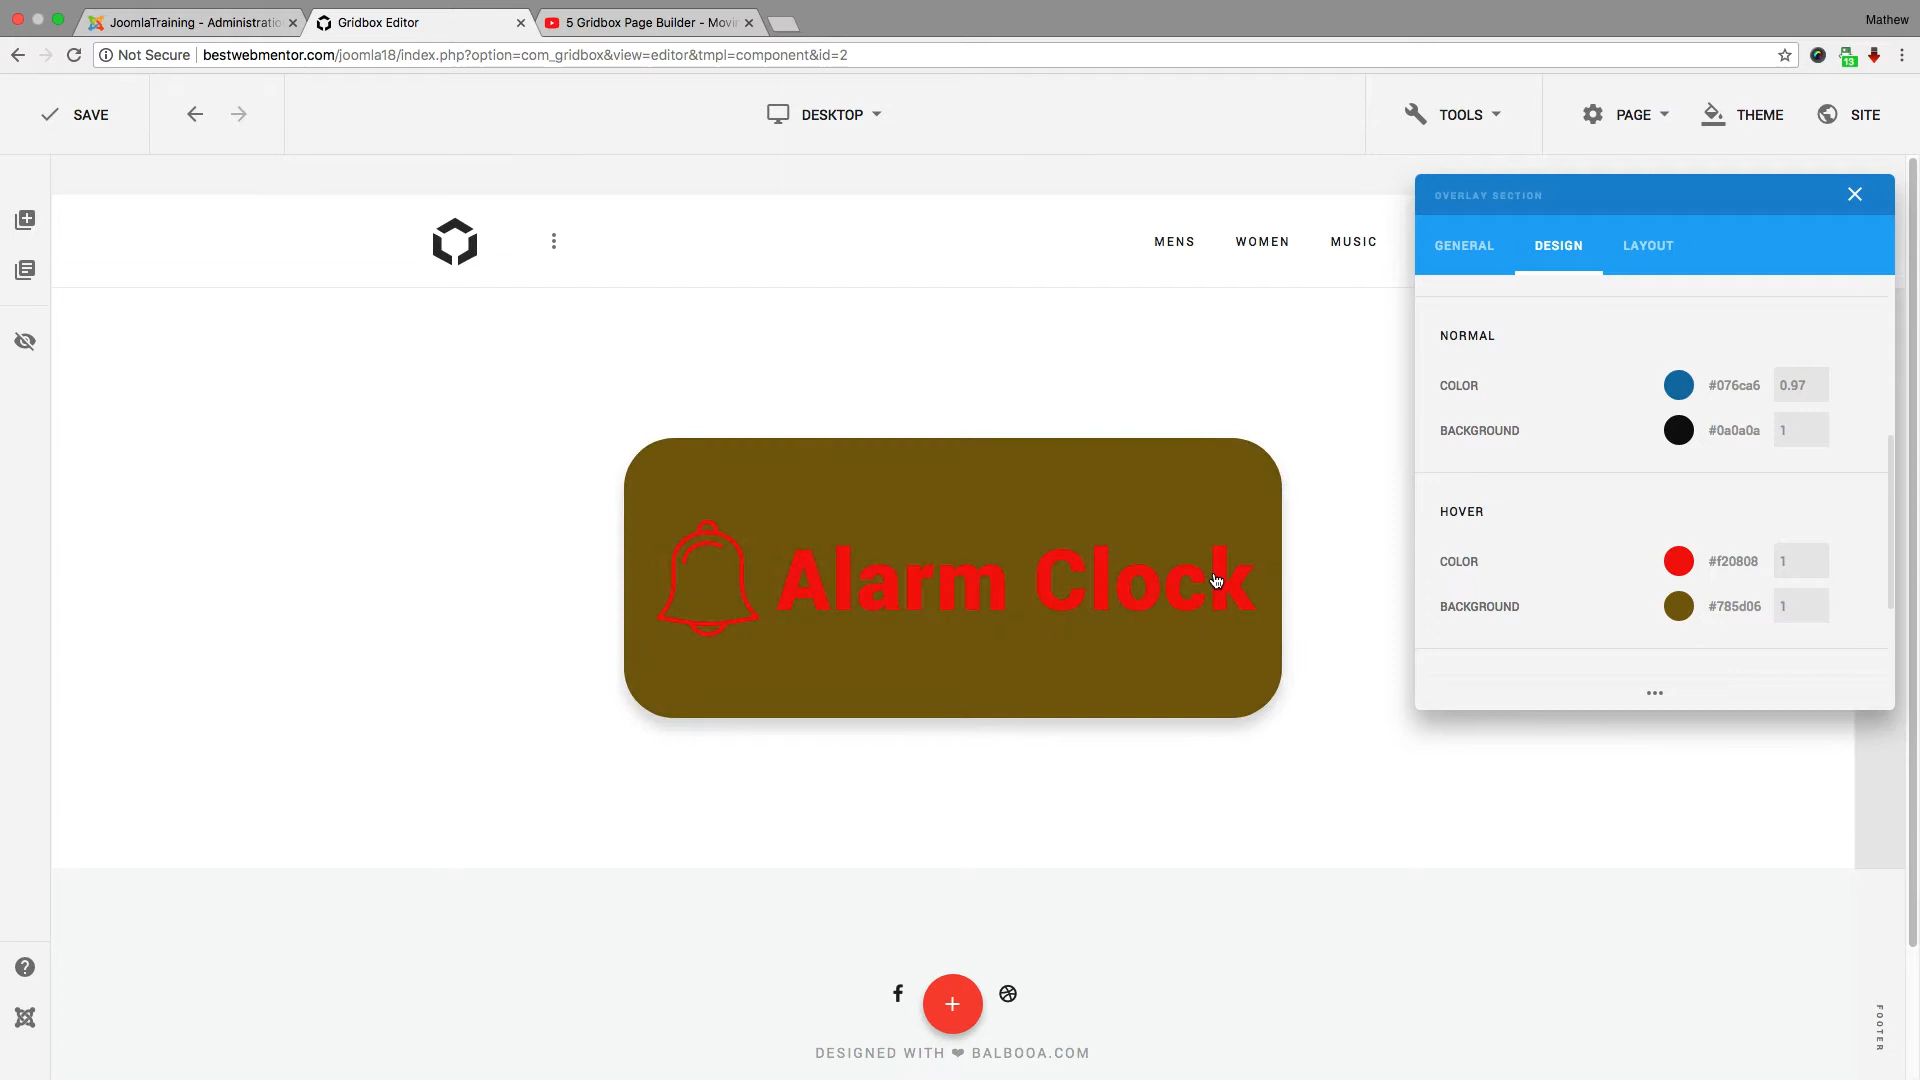 JoomlaTraining - Administratio
Gridbox Editor
5 Gridbox Page Builder - Movi
Mathew
Not Secure
bestwebmentor.com/joomla18/index.php?option=com_gridbox&view=editor&tmpl=component&id=2
13
SAVE
DESKTOP
TOOLS
PAGE
THEME
SITE
OVERLAY SECTION
GENERAL
DESIGN
LAYOUT
MENS
WOMEN
MUSIC
NORMAL
COLOR
#076ca6
0.97
BACKGROUND
#0a0a0a
1
HOVER
COLOR
#f20808
1
BACKGROUND
#785d06
1
Alarm Clock
DESIGNED WITH ❤ BALBOOA.COM
FOOTER